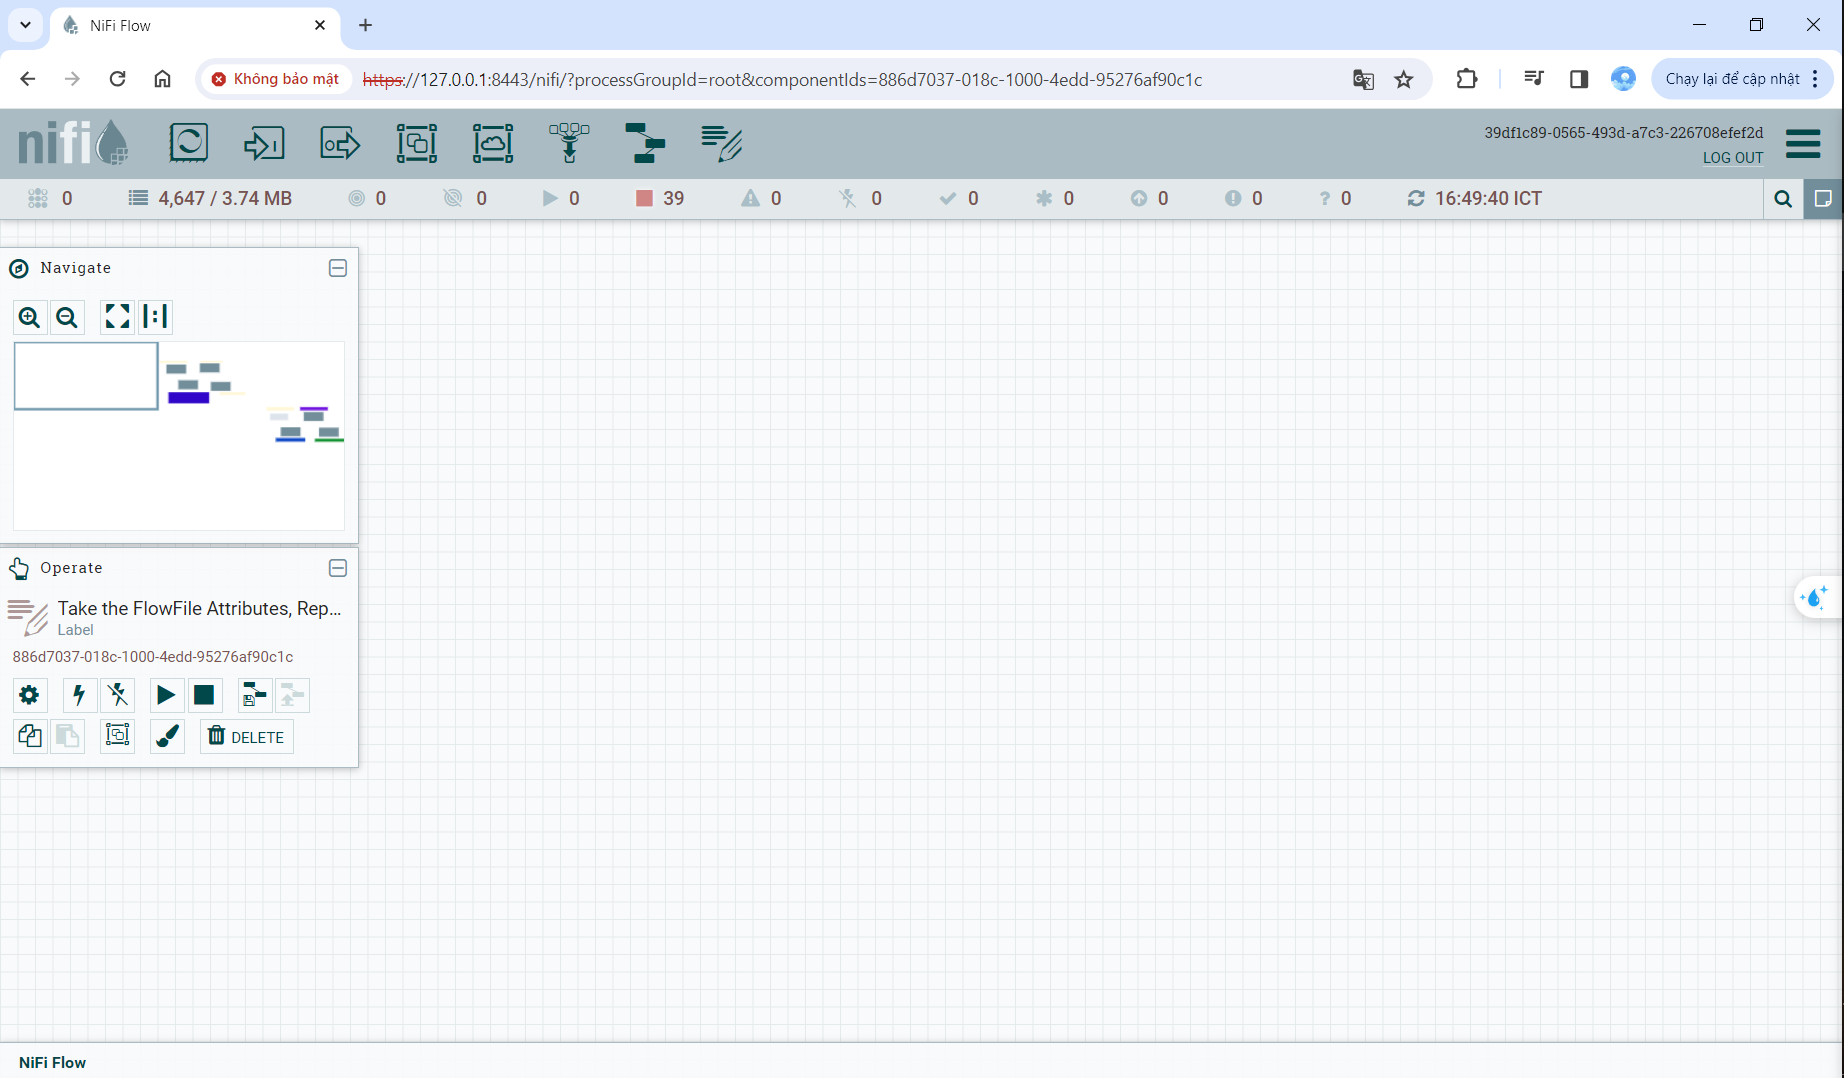 NiFi Flow
Không bảo mật
https://127.0.0.1:8443/nifi/?processGroupId=root&componentIds=886d7037-018c-1000-4edd-95276af90c1c
Chạy lại để cập nhật
nifi
39df1c89-0565-493d-a7c3-226708efef2d
LOG OUT
0
4,647 / 3.74 MB
0
0
0
39
0
0
0
0
0
0
? 0
16:49:40 ICT
Navigate
Operate
Take the FlowFile Attributes, Rep...
Label
886d7037-018c-1000-4edd-95276af90c1c
DELETE
NiFi Flow